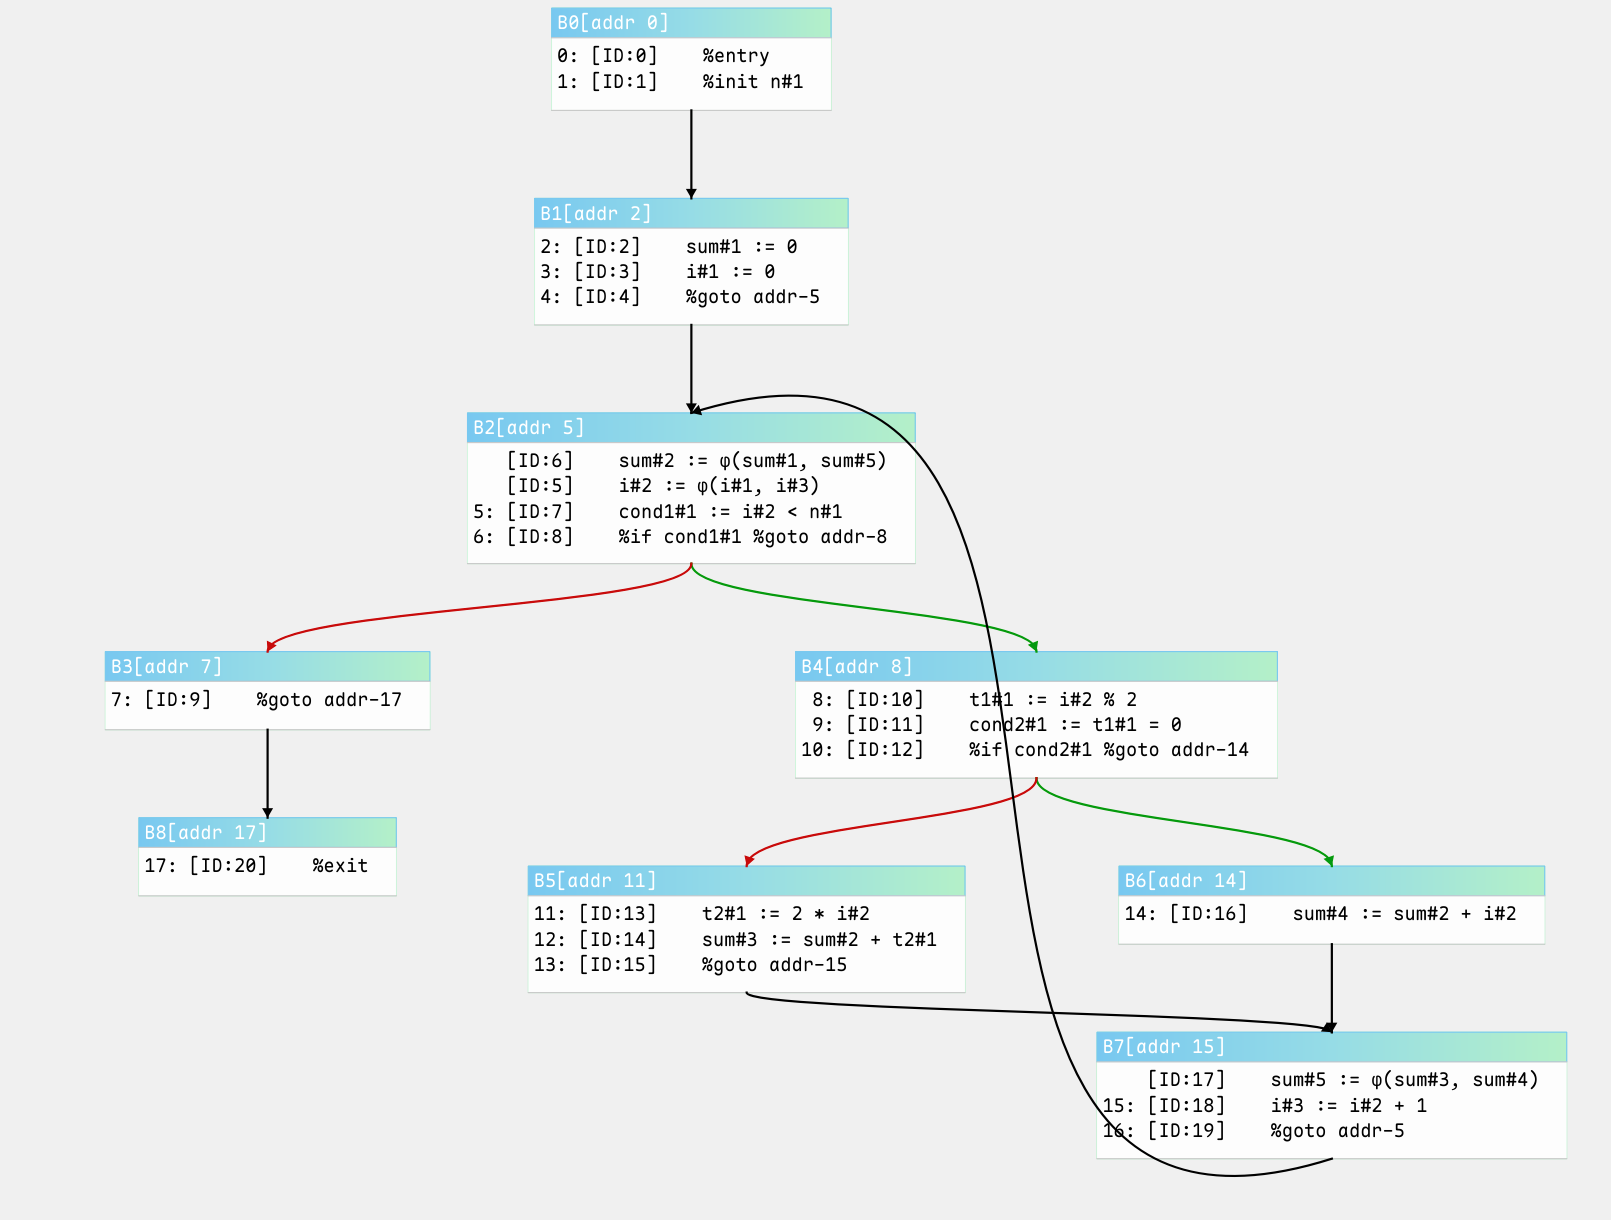 B0[addr 0]
0: [ID:0]    %entry
1: [ID:1]    %init n#1
B1[addr 2]
2: [ID:2]    sum#1 := 0
3: [ID:3]    i#1 := 0
4: [ID:4]    %goto addr-5
B2[addr 5]
[ID:6]    sum#2 := φ(sum#1, sum#5)
[ID:5]    i#2 := φ(i#1, i#3)
5: [ID:7]    cond1#1 := i#2 < n#1
6: [ID:8]    %if cond1#1 %goto addr-8
B3[addr 7]
7: [ID:9]    %goto addr-17
B4[addr 8]
8: [ID:10]    t1#1 := i#2 % 2
9: [ID:11]    cond2#1 := t1#1 = 0
10: [ID:12]    %if cond2#1 %goto addr-14
B8[addr 17]
17: [ID:20]    %exit
B5[addr 11]
11: [ID:13]    t2#1 := 2 * i#2
12: [ID:14]    sum#3 := sum#2 + t2#1
13: [ID:15]    %goto addr-15
B6[addr 14]
14: [ID:16]    sum#4 := sum#2 + i#2
B7[addr 15]
[ID:17]    sum#5 := φ(sum#3, sum#4)
15: [ID:18]    i#3 := i#2 + 1
16: [ID:19]    %goto addr-5